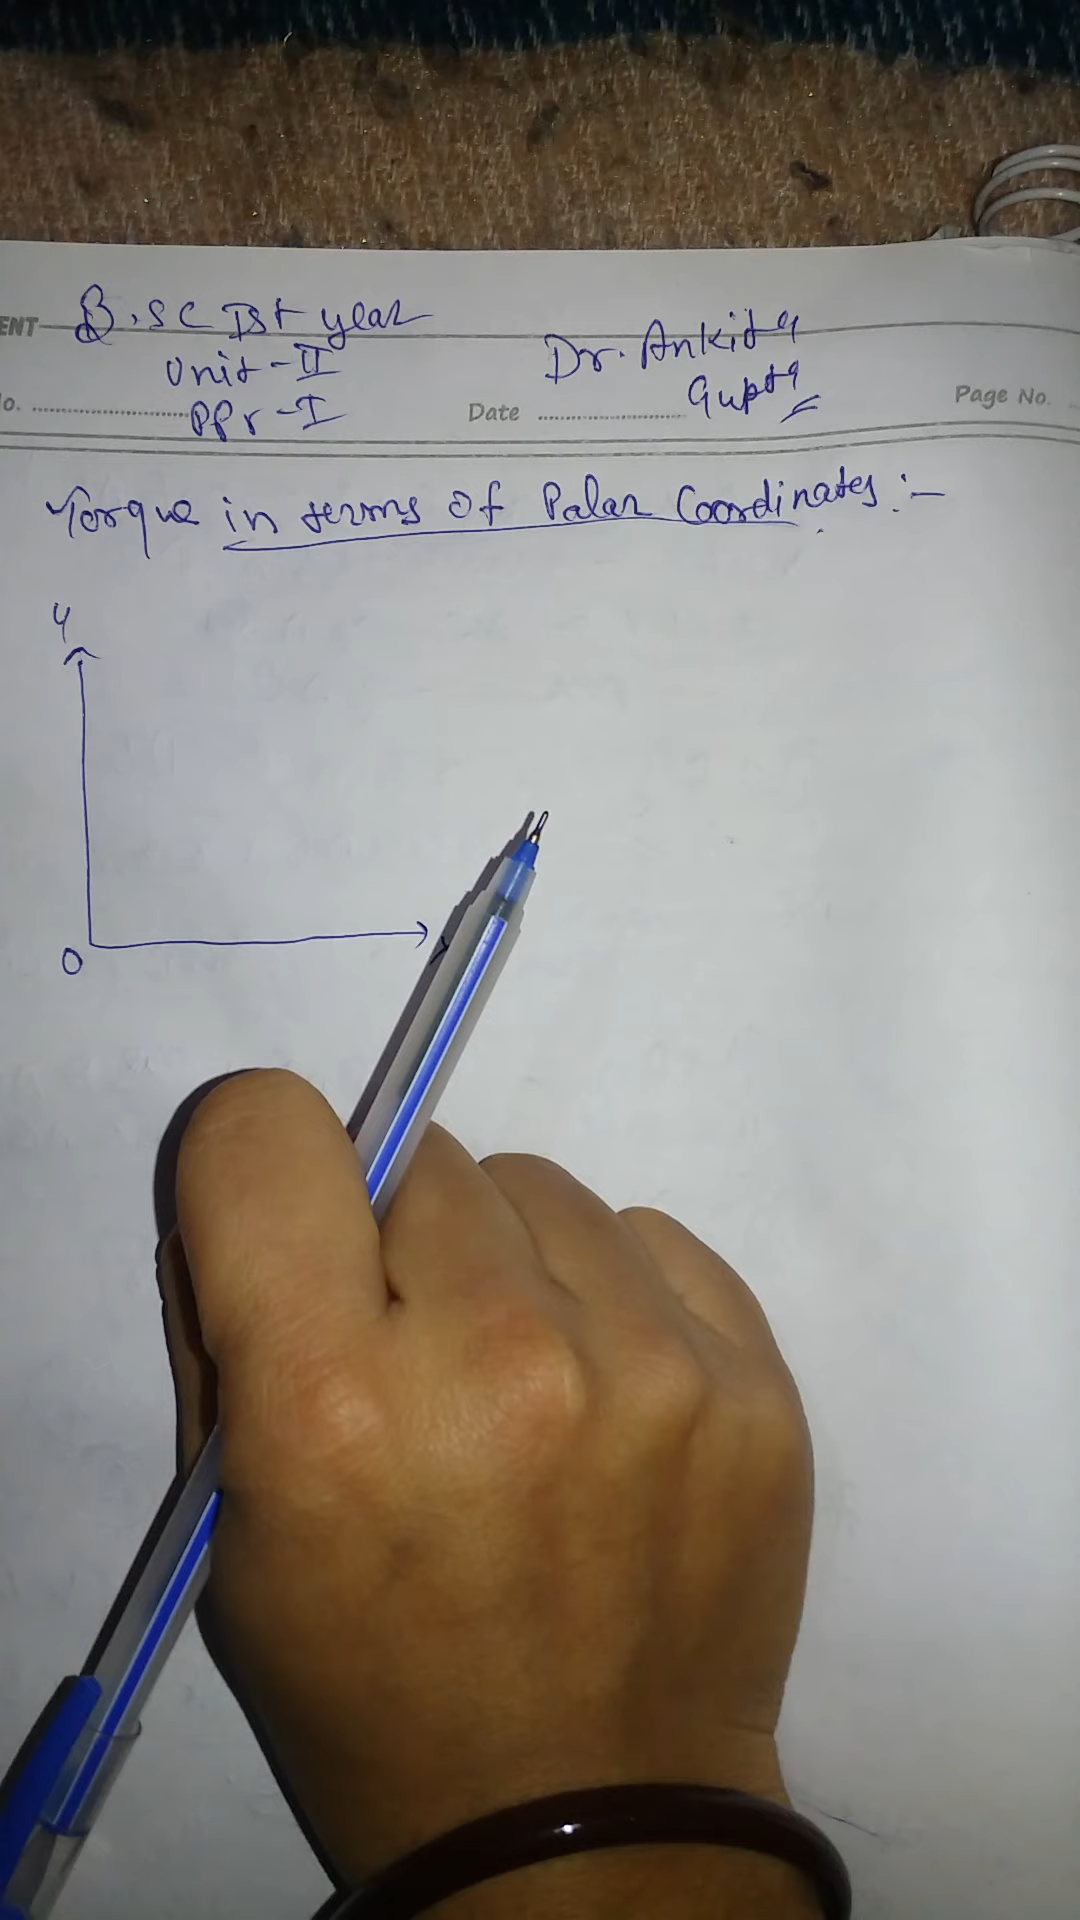 B.SC Ist year
Unit-II
PPr-I
Dr. Ankita
Gupta
ENT
o.
Date
Page No.
Torque in terms of Polar Coordinates :-
Y
O